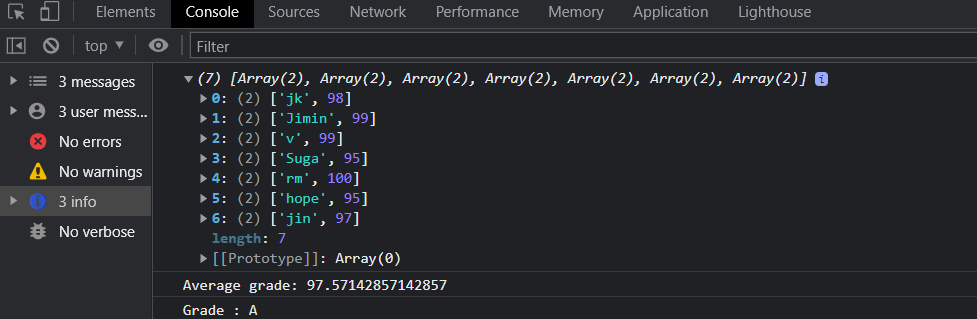 Elements Console Sources Network Performance Memory Application Lighthouse
top Filter
3 messages
3 user mess...
No errors
No warnings
3 info
No verbose
(7) [Array(2), Array(2), Array(2), Array(2), Array(2), Array(2), Array(2)] i
0: (2) ['jk', 98]
1: (2) ['Jimin', 99]
2: (2) ['v', 99]
3: (2) ['Suga', 95]
4: (2) ['rm', 100]
5: (2) ['hope', 95]
6: (2) ['jin', 97]
length: 7
[[Prototype]]: Array(0)
Average grade: 97.57142857142857
Grade : A